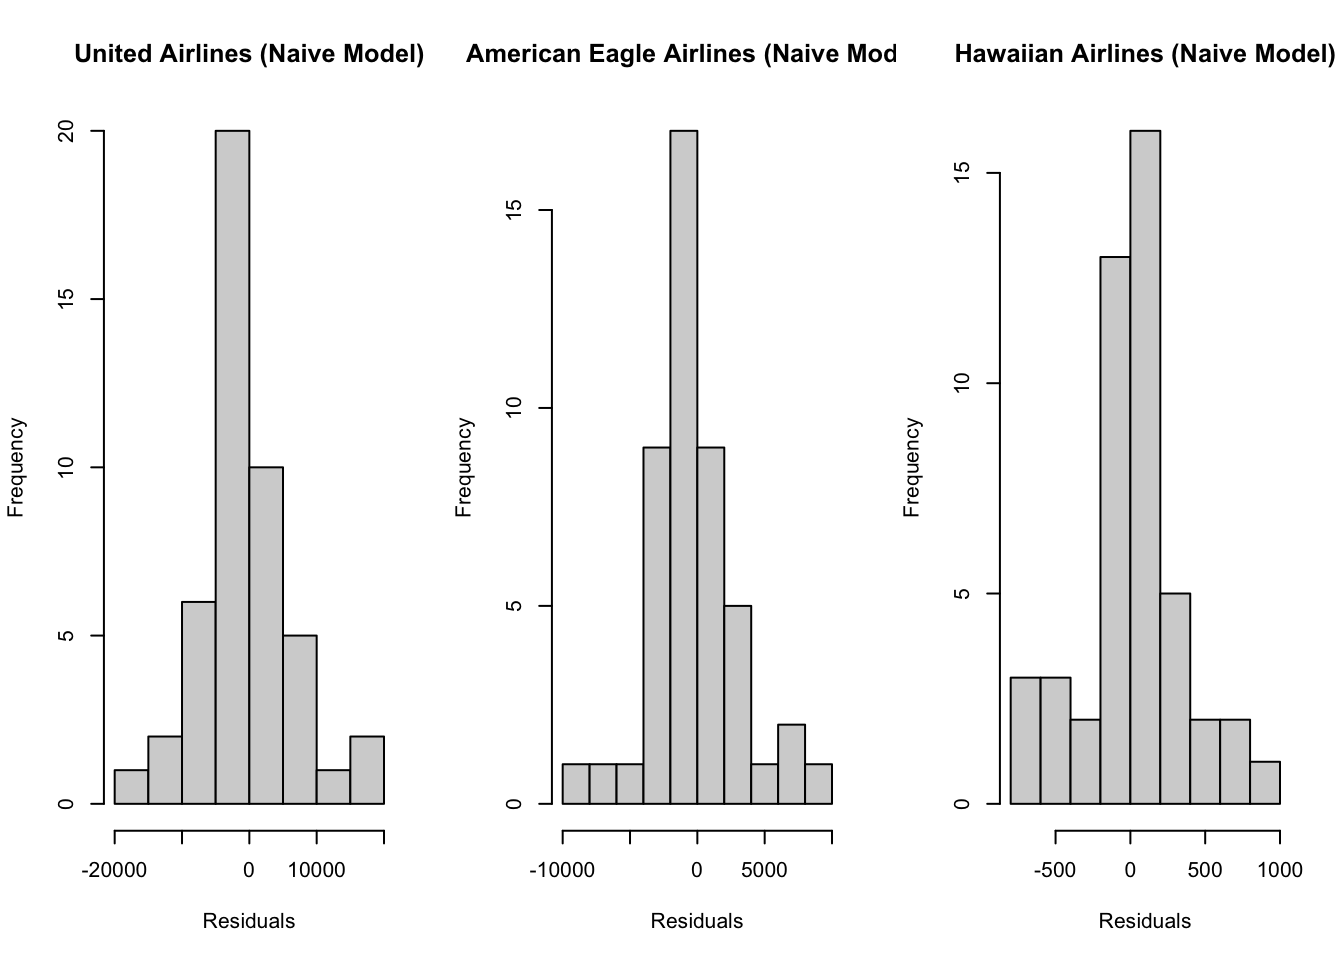 United Airlines (Naive Model)
20
15
10
5
0
Frequency
-20000
0
10000
Residuals
American Eagle Airlines (Naive Mod
15
10
5
0
Frequency
-10000
0
5000
Residuals
Hawaiian Airlines (Naive Model)
15
10
5
0
Frequency
-500
0
500
1000
Residuals